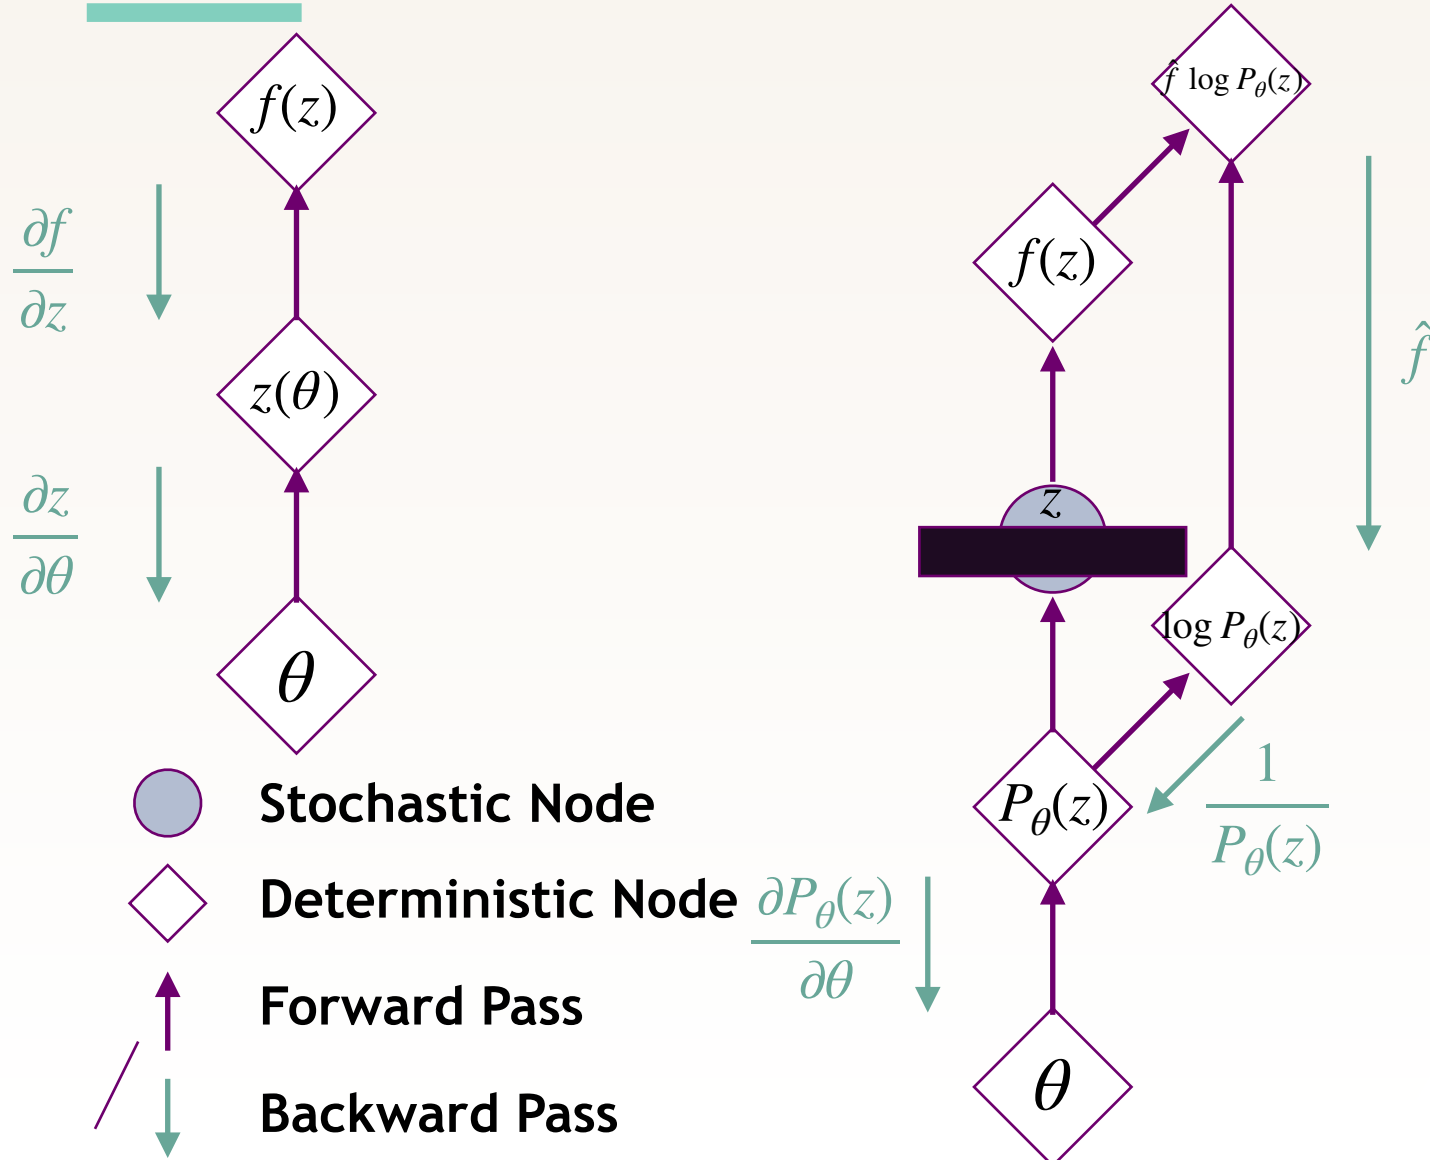 f(z)
∂f
∂z
z(θ)
∂z
∂θ
θ
Stochastic Node
Deterministic Node
Forward Pass
Backward Pass
f̂ log P_θ(z)
f(z)
f̂
z
log P_θ(z)
P_θ(z)
1
P_θ(z)
∂P_θ(z)
∂θ
θ